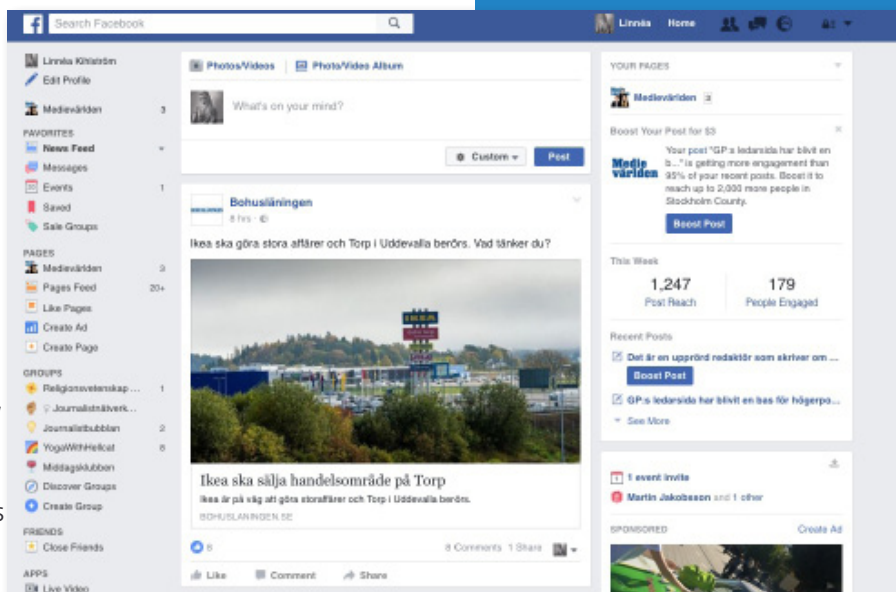 Search Facebook
Linnéa Home
Linnéa Kihlström
Edit Profile
Medievärlden 3
FAVORITES
News Feed
Messages
Events 1
Saved
Sale Groups
PAGES
Medievärlden 3
Pages Feed 20+
Like Pages
Create Ad
Create Page
GROUPS
Religionsvetenskap ... 1
Journalistnätverk...
Journalistbubblan 2
YogaWithHellcat 8
Middagsklubben
Discover Groups
Create Group
FRIENDS
Close Friends
APPS
Live Video
Photos/Videos
Photo/Video Album
What's on your mind?
Custom
Post
Bohusläningen
8 hrs ·
Ikea ska göra stora affärer och Torp i Uddevalla berörs. Vad tänker du?
IKEA
Ikea ska sälja handelsområde på Torp
Ikea är på väg att göra storaffärer och Torp i Uddevalla berörs.
BOHUSLANINGEN.SE
8
8 Comments 1 Share
Like Comment Share
YOUR PAGES
Medievärlden 3
Boost Your Post for $3
Medie
världen
Your post "GP:s ledarsida har blivit en
b..." is getting more engagement than
95% of your recent posts. Boost it to
reach up to 2,000 more people in
Stockholm County.
Boost Post
This Week
1,247 179
Post Reach People Engaged
Recent Posts
Det är en upprörd redaktör som skriver om ...
Boost Post
GP:s ledarsida har blivit en bas för högerpo...
See More
1 event invite
Martin Jakobsson and 1 other
SPONSORED Create Ad